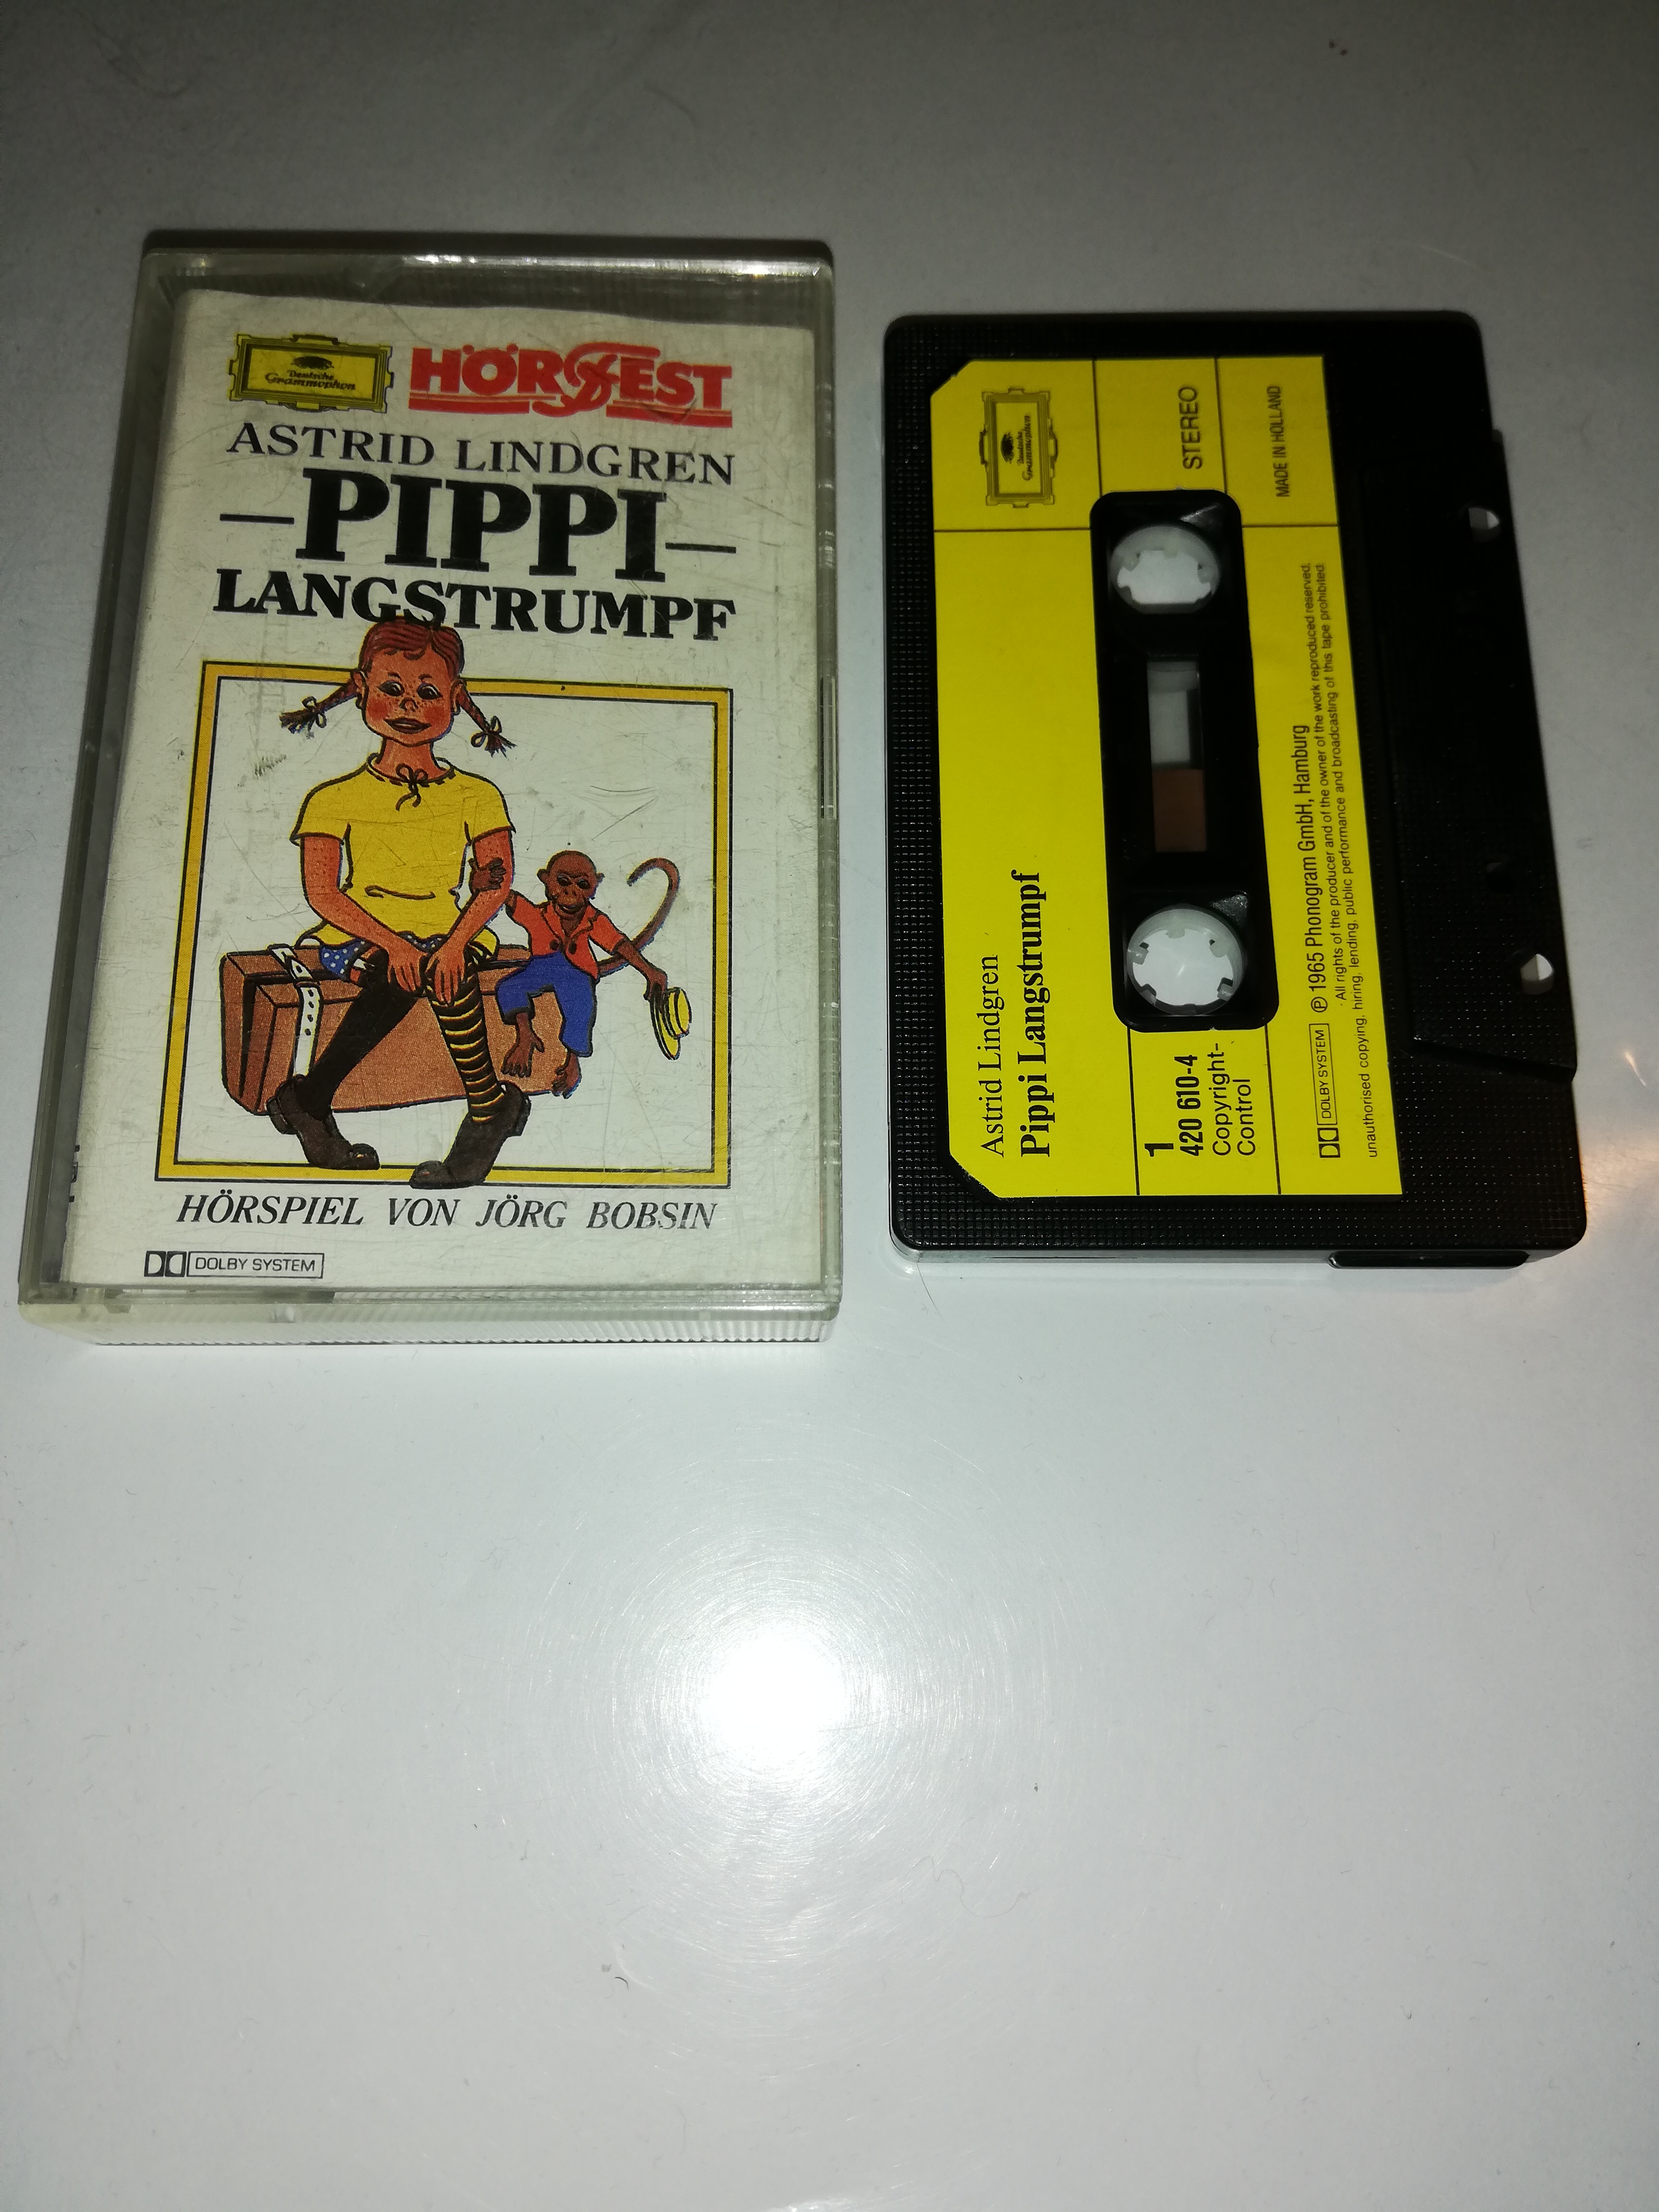 Deutsche
Grammophon
HÖRFEST
ASTRID LINDGREN
–PIPPI–
LANGSTRUMPF
HÖRSPIEL VON JÖRG BOBSIN
DOLBY SYSTEM
Deutsche
Grammophon
Astrid Lindgren
Pippi Langstrumpf
STEREO
MADE IN HOLLAND
1
420 610-4
Copyright-
Control
DOLBY SYSTEM ℗ 1965 Phonogram GmbH, Hamburg
All rights of the producer and of the owner of the work reproduced reserved,
unauthorised copying, hiring, lending, public performance and broadcasting of this tape prohibited